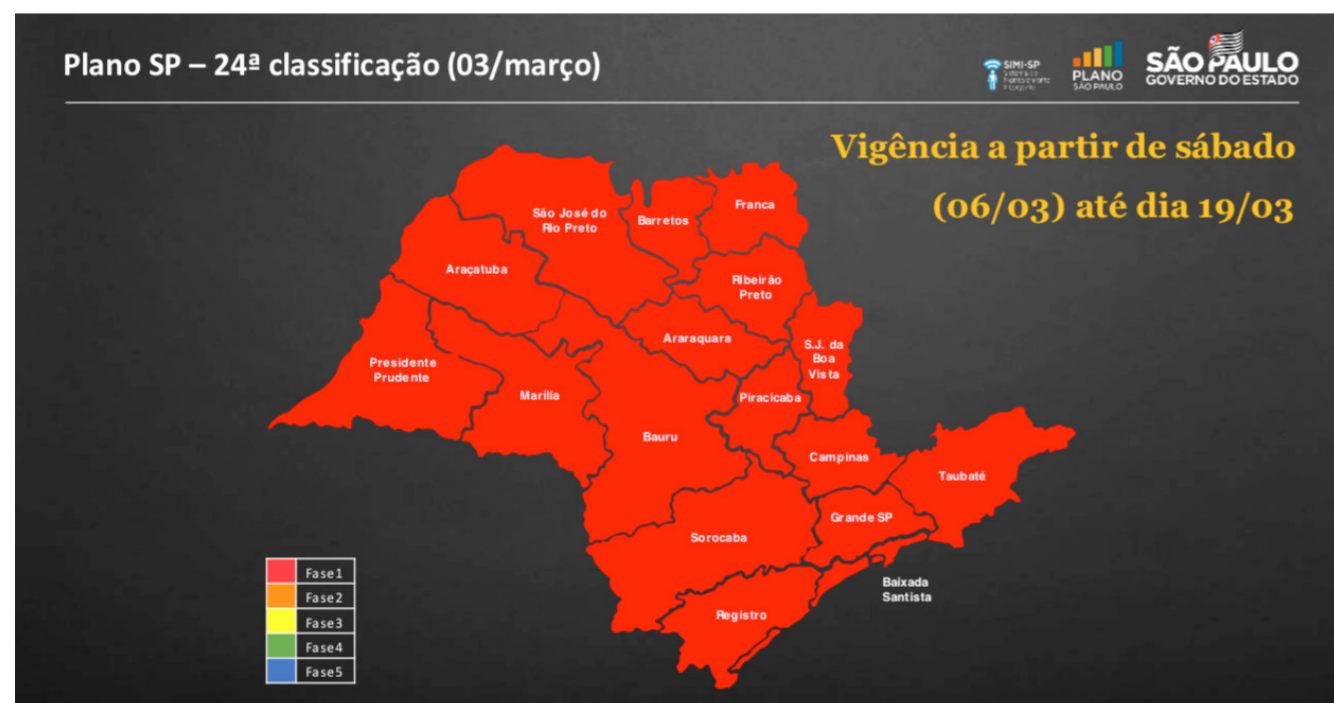 Plano SP – 24ª classificação (03/março)
SIMI-SP
PLANO
SÃO PAULO
SÃO PAULO
GOVERNO DO ESTADO
Vigência a partir de sábado
(06/03) até dia 19/03
São José do
Rio Preto
Barretos
Franca
Araçatuba
Ribeirão
Preto
Araraquara
S.J. da
Boa
Vista
Presidente
Prudente
Marília
Piracicaba
Bauru
Campinas
Taubaté
Grande SP
Sorocaba
Baixada
Santista
Registro
Fase1
Fase2
Fase3
Fase4
Fase5